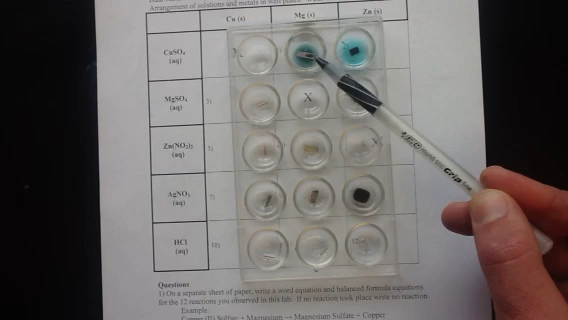 Arrangement of solutions and metals in well plate.
Cu (s) Mg (s) Zn (s)
CuSO₄
(aq)
MgSO₄
(aq)
X
Zn(NO₃)₂
(aq)
X
AgNO₃
(aq)
HCl
(aq)
BIC cristal
Questions
1) On a separate sheet of paper, write a word equation and balanced formula equations
for the 12 reactions you observed in this lab. If no reaction took place write no reaction
Example
Copper (II) Sulfate + Magnesium → Magnesium Sulfate + Copper